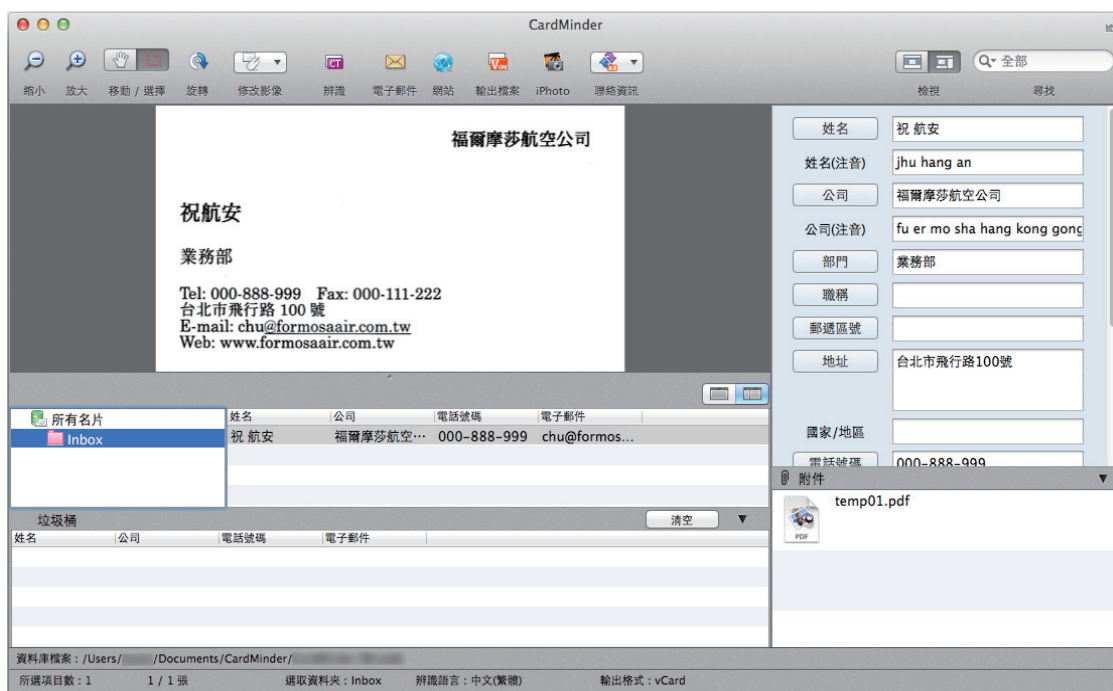 CardMinder
縮小 放大 移動 / 選擇 旋轉 修改影像 CT 辨識 電子郵件 網站 輸出檔案 iPhoto 聯絡資訊 檢視 全部 尋找
福爾摩莎航空公司
祝航安
業務部
Tel: 000-888-999 Fax: 000-111-222
台北市飛行路 100 號
E-mail: chu@formosaair.com.tw
Web: www.formosaair.com.tw
姓名 祝 航安
姓名(注音) jhu hang an
公司 福爾摩莎航空公司
公司(注音) fu er mo sha hang kong gong
部門 業務部
職稱
郵遞區號
地址 台北市飛行路100號
國家/地區
電話號碼 000-888-999
所有名片
Inbox
姓名 公司 電話號碼 電子郵件
祝 航安 福爾摩莎航空… 000-888-999 chu@formos...
附件
temp01.pdf
PDF
垃圾桶 清空
姓名 公司 電話號碼 電子郵件
資料庫檔案：/Users/ /Documents/CardMinder/
所選項目數：1 1 / 1 張 選取資料夾：Inbox 辨識語言：中文(繁體) 輸出格式：vCard